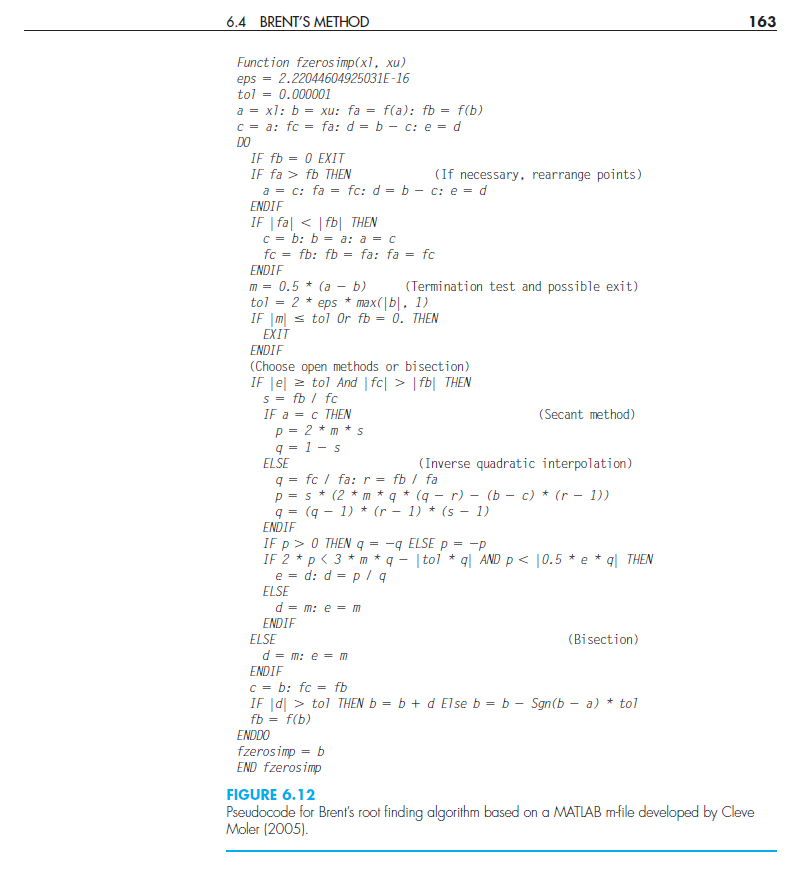 6.4 BRENT'S METHOD 163
Function fzerosimp(xl, xu)
eps = 2.22044604925031E-16
tol = 0.000001
a = xl: b = xu: fa = f(a): fb = f(b)
c = a: fc = fa: d = b − c: e = d
DO
IF fb = 0 EXIT
IF fa > fb THEN (If necessary, rearrange points)
a = c: fa = fc: d = b − c: e = d
ENDIF
IF |fa| < |fb| THEN
c = b: b = a: a = c
fc = fb: fb = fa: fa = fc
ENDIF
m = 0.5 * (a − b) (Termination test and possible exit)
tol = 2 * eps * max(|b|, 1)
IF |m| ≤ tol Or fb = 0. THEN
EXIT
ENDIF
(Choose open methods or bisection)
IF |e| ≥ tol And |fc| > |fb| THEN
s = fb / fc
IF a = c THEN (Secant method)
p = 2 * m * s
q = 1 − s
ELSE (Inverse quadratic interpolation)
q = fc / fa: r = fb / fa
p = s * (2 * m * q * (q − r) − (b − c) * (r − 1))
q = (q − 1) * (r − 1) * (s − 1)
ENDIF
IF p > 0 THEN q = −q ELSE p = −p
IF 2 * p < 3 * m * q − |tol * q| AND p < |0.5 * e * q| THEN
e = d: d = p / q
ELSE
d = m: e = m
ENDIF
ELSE (Bisection)
d = m: e = m
ENDIF
c = b: fc = fb
IF |d| > tol THEN b = b + d Else b = b − Sgn(b − a) * tol
fb = f(b)
ENDDO
fzerosimp = b
END fzerosimp
FIGURE 6.12
Pseudocode for Brent's root finding algorithm based on a MATLAB m-file developed by Cleve
Moler (2005).